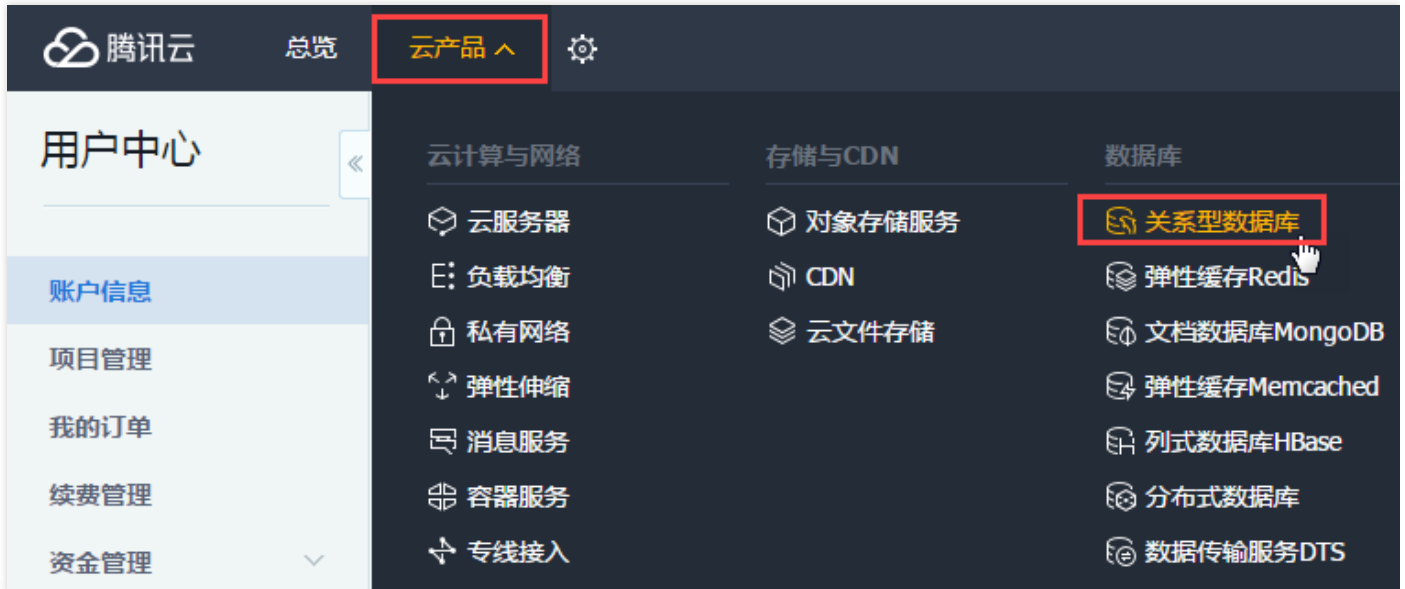 腾讯云 总览 云产品
用户中心
账户信息
项目管理
我的订单
续费管理
资金管理
云计算与网络
云服务器
负载均衡
私有网络
弹性伸缩
消息服务
容器服务
专线接入
存储与CDN
对象存储服务
CDN
云文件存储
数据库
关系型数据库
弹性缓存Redis
文档数据库MongoDB
弹性缓存Memcached
列式数据库HBase
分布式数据库
数据传输服务DTS